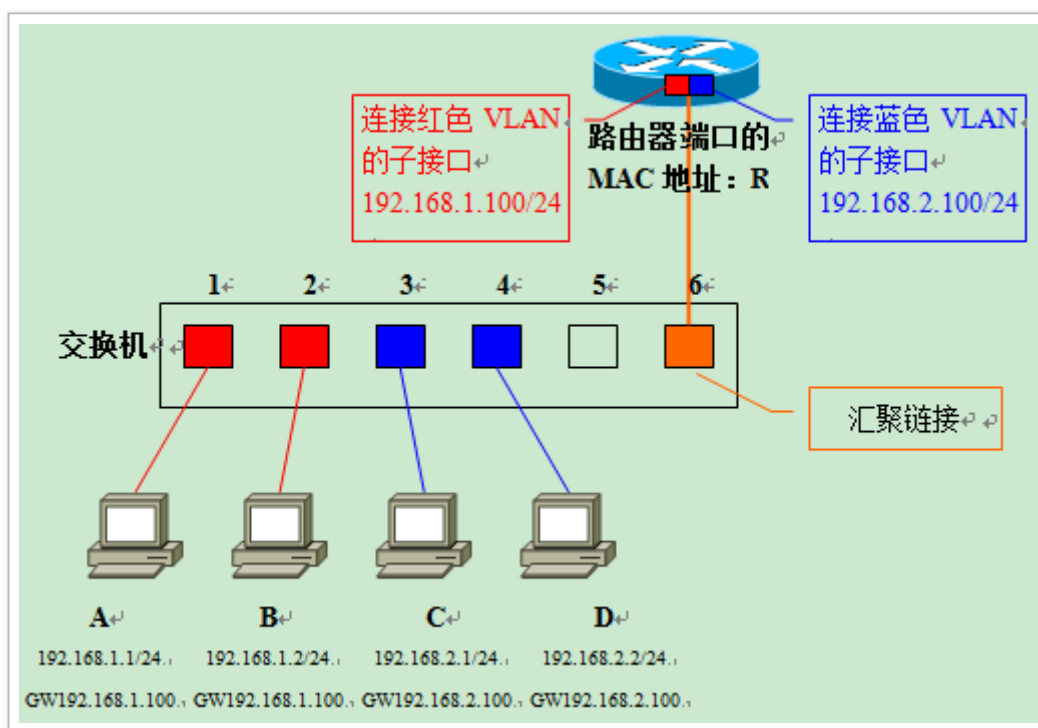 连接红色 VLAN
的子接口
192.168.1.100/24
路由器端口的
MAC 地址：R
连接蓝色 VLAN
的子接口
192.168.2.100/24
1 2 3 4 5 6
交换机
汇聚链接
A B C D
192.168.1.1/24 192.168.1.2/24 192.168.2.1/24 192.168.2.2/24
GW192.168.1.100 GW192.168.1.100 GW192.168.2.100 GW192.168.2.100